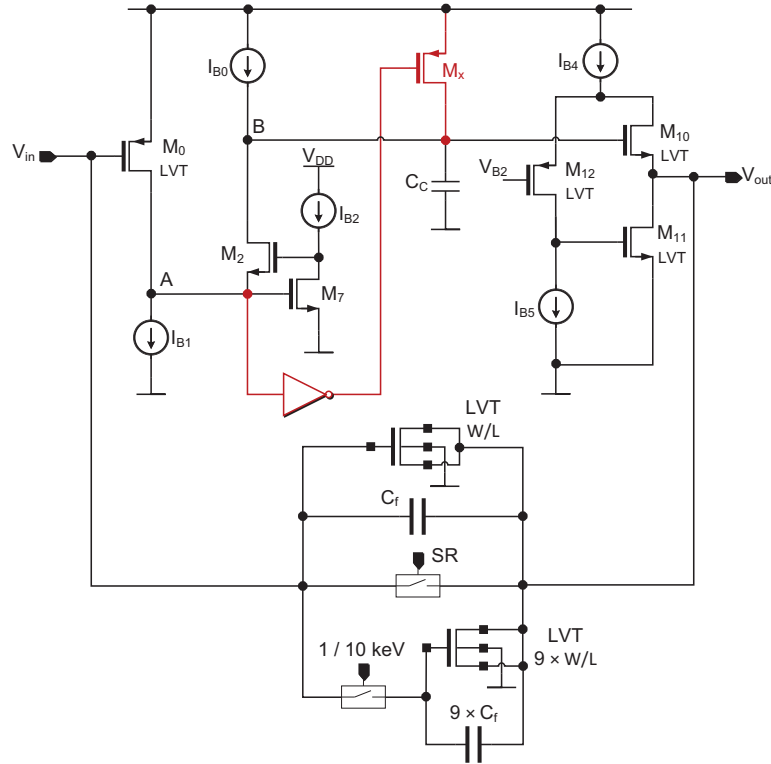 I_B0
M_x
I_B4
B
V_in
M_0
LVT
V_DD
M_10
LVT
V_B2
M_12
LVT
C_C
V_out
I_B2
M_2
M_11
LVT
A
M_7
I_B1
I_B5
LVT
W/L
C_f
SR
1 / 10 keV
LVT
9 × W/L
9 × C_f